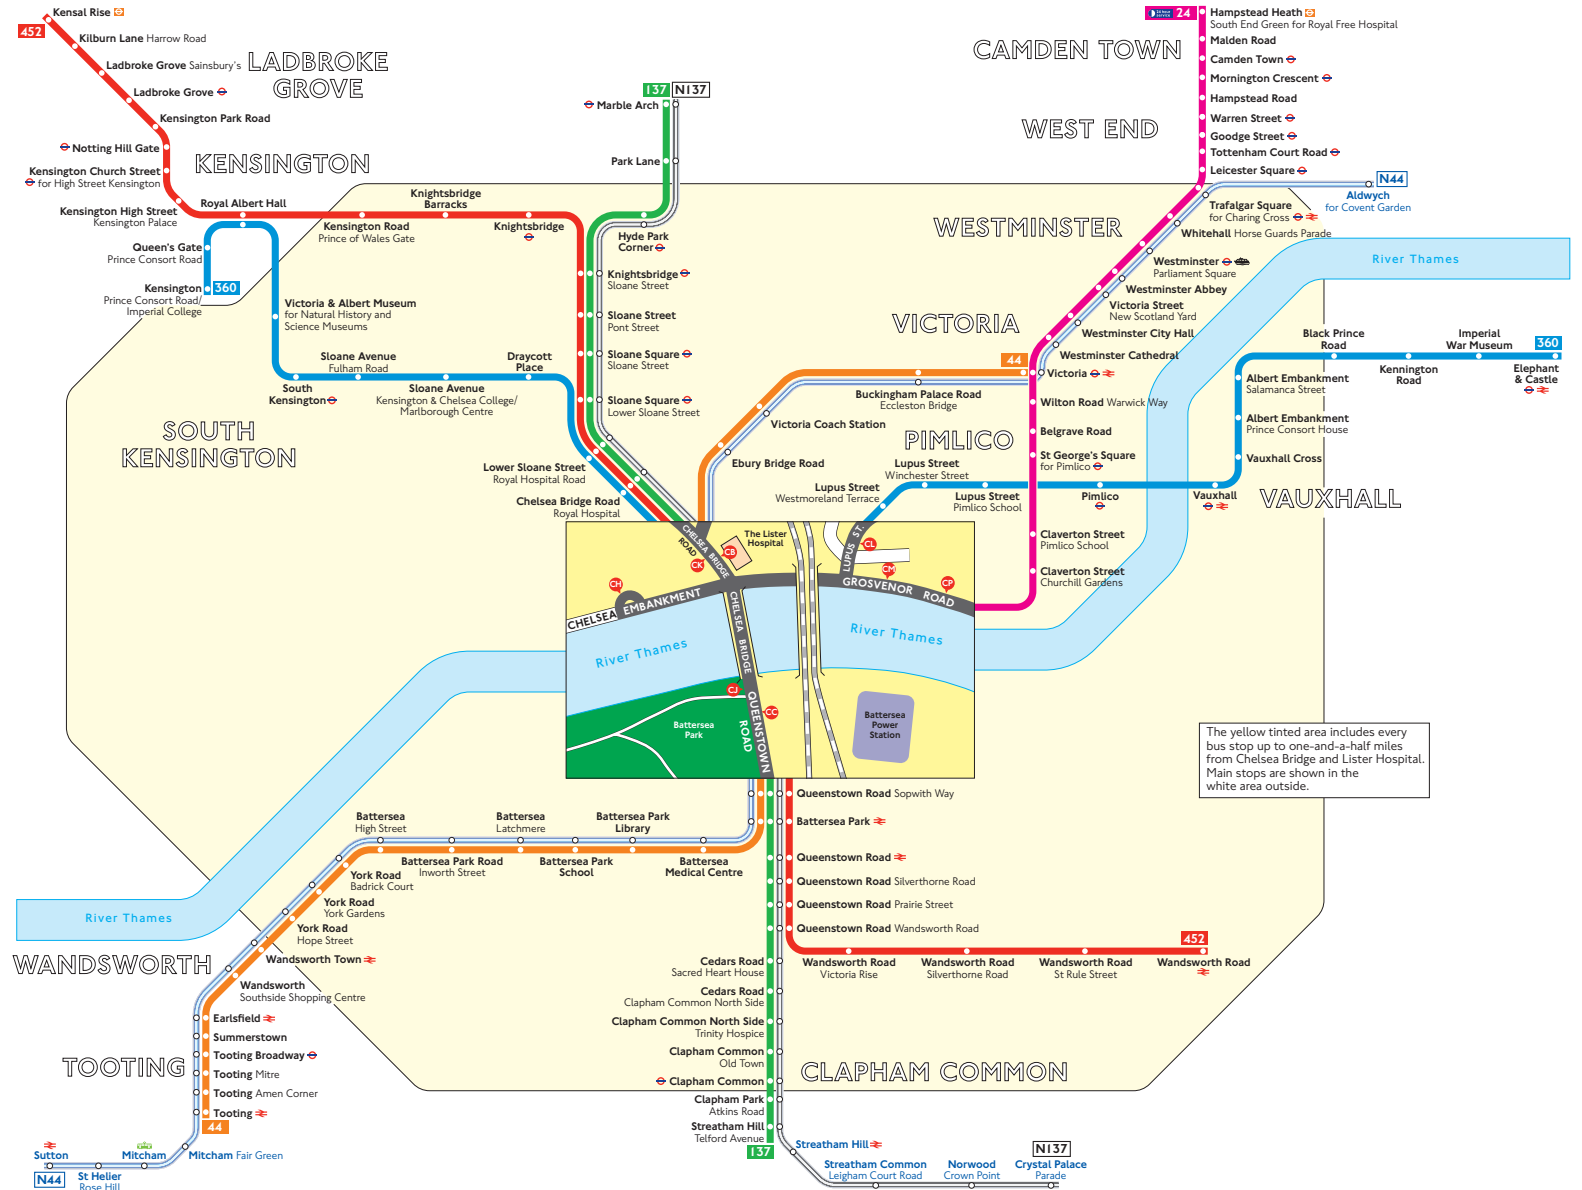 Kensal Rise
452
Kilburn Lane Harrow Road
Ladbroke Grove Sainsbury's
LADBROKE
GROVE
Ladbroke Grove
Kensington Park Road
Notting Hill Gate
KENSINGTON
Kensington Church Street
for High Street Kensington
Kensington High Street
Kensington Palace
Royal Albert Hall
Kensington Road
Prince of Wales Gate
Knightsbridge
Barracks
Knightsbridge
Queen's Gate
Prince Consort Road
Kensington
Prince Consort Road/
Imperial College
360
Victoria & Albert Museum
for Natural History and
Science Museums
South
Kensington
Sloane Avenue
Fulham Road
Sloane Avenue
Kensington & Chelsea College/
Marlborough Centre
Draycott
Place
SOUTH
KENSINGTON
137
N137
Marble Arch
Park Lane
Hyde Park
Corner
Knightsbridge
Sloane Street
Sloane Street
Pont Street
Sloane Square
Sloane Street
Sloane Square
Lower Sloane Street
Lower Sloane Street
Royal Hospital Road
Chelsea Bridge Road
Royal Hospital
24
Hampstead Heath
South End Green for Royal Free Hospital
CAMDEN TOWN
Malden Road
Camden Town
Mornington Crescent
Hampstead Road
WEST END
Warren Street
Goodge Street
Tottenham Court Road
Leicester Square
N44
Aldwych
for Covent Garden
Trafalgar Square
for Charing Cross
WESTMINSTER
Whitehall Horse Guards Parade
Westminster
Parliament Square
Westminster Abbey
Victoria Street
New Scotland Yard
VICTORIA
Westminster City Hall
Westminster Cathedral
44
Victoria
Buckingham Palace Road
Eccleston Bridge
Victoria Coach Station
Ebury Bridge Road
Wilton Road Warwick Way
Belgrave Road
PIMLICO
St George's Square
for Pimlico
Lupus Street
Winchester Street
Lupus Street
Westmoreland Terrace
Lupus Street
Pimlico School
Pimlico
Vauxhall
VAUXHALL
Vauxhall Cross
Albert Embankment
Prince Consort House
Albert Embankment
Salamanca Street
Black Prince
Road
Kennington
Road
Imperial
War Museum
360
Elephant
& Castle
River Thames
Claverton Street
Pimlico School
Claverton Street
Churchill Gardens
CHELSEA BRIDGE
ROAD
The Lister
Hospital
CB
CK
CH
CL
CM
CP
LUPUS ST.
GROSVENOR ROAD
CHELSEA
EMBANKMENT
CHELSEA BRIDGE
River Thames
River Thames
CJ
CC
QUEENSTOWN
ROAD
Battersea
Park
Battersea
Power
Station
The yellow tinted area includes every
bus stop up to one-and-a-half miles
from Chelsea Bridge and Lister Hospital.
Main stops are shown in the
white area outside.
Queenstown Road Sopwith Way
Battersea Park
Queenstown Road
Queenstown Road Silverthorne Road
Queenstown Road Prairie Street
Queenstown Road Wandsworth Road
452
Wandsworth Road
Victoria Rise
Wandsworth Road
Silverthorne Road
Wandsworth Road
St Rule Street
Wandsworth Road
Battersea
High Street
Battersea
Latchmere
Battersea Park
Library
Battersea Park Road
Inworth Street
Battersea Park
School
Battersea
Medical Centre
York Road
Badrick Court
York Road
York Gardens
York Road
Hope Street
River Thames
WANDSWORTH
Wandsworth Town
Wandsworth
Southside Shopping Centre
Earlsfield
Summerstown
Tooting Broadway
TOOTING
Tooting Mitre
Tooting Amen Corner
Tooting
44
Sutton
N44
St Helier
Rose Hill
Mitcham
Mitcham Fair Green
Cedars Road
Sacred Heart House
Cedars Road
Clapham Common North Side
Clapham Common North Side
Trinity Hospice
Clapham Common
Old Town
Clapham Common
CLAPHAM COMMON
Clapham Park
Atkins Road
Streatham Hill
Telford Avenue
137
Streatham Hill
Streatham Common
Leigham Court Road
Norwood
Crown Point
N137
Crystal Palace
Parade